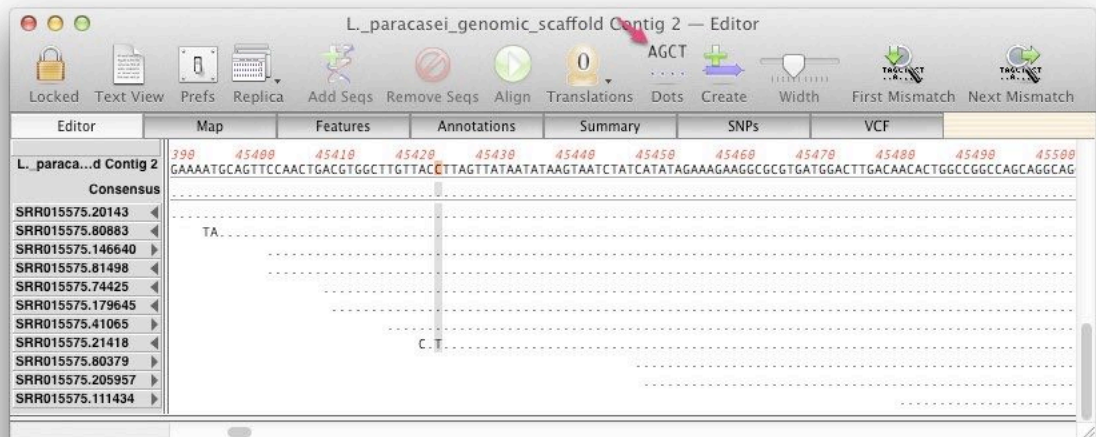 L._paracasei_genomic_scaffold Contig 2 — Editor
AGCT
0
Locked Text View Prefs Replica Add Seqs Remove Seqs Align Translations Dots Create Width First Mismatch Next Mismatch
Editor Map Features Annotations Summary SNPs VCF
390 45400 45410 45420 45430 45440 45450 45460 45470 45480 45490 45500
L._paraca...d Contig 2 GAAAATGCAGTTCCAACTGACGTGGCTTGTTACCTTAGTTATAATATAAGTAATCTATCATATAGAAAGAAGGCGCGTGATGGACTTGACAACACTGGCCGGCCAGCAGGCAG
Consensus
SRR015575.20143
SRR015575.80883 TA
SRR015575.146640
SRR015575.81498
SRR015575.74425
SRR015575.179645
SRR015575.41065
SRR015575.21418 C.T
SRR015575.80379
SRR015575.205957
SRR015575.111434